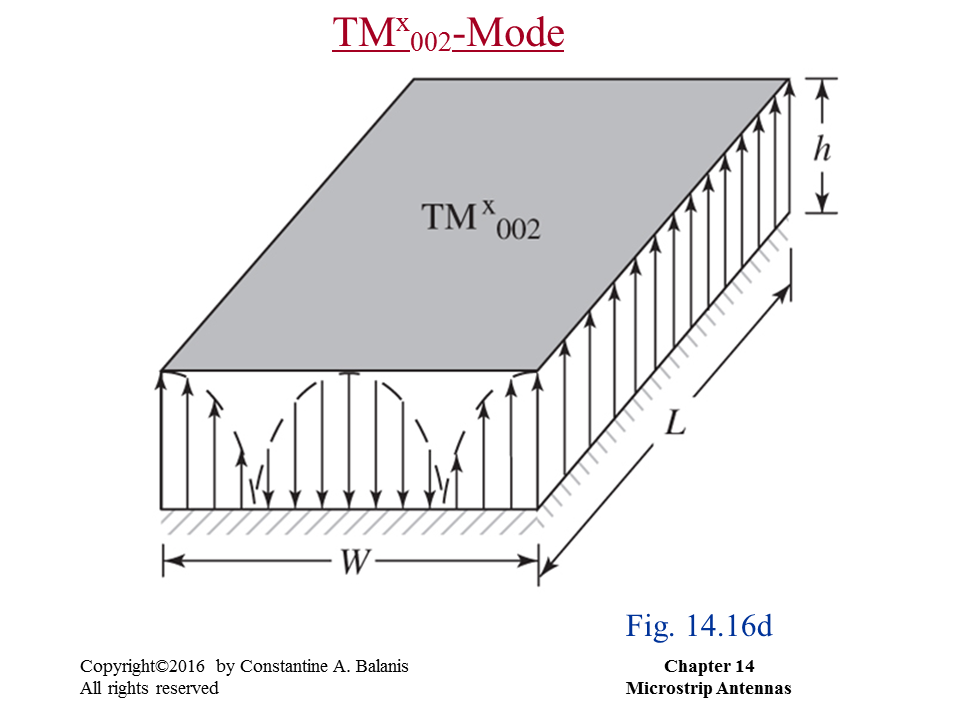 TMˣ₀₀₂-Mode
h
TMˣ₀₀₂
L
W
Fig. 14.16d
Copyright©2016 by Constantine A. Balanis
All rights reserved
Chapter 14
Microstrip Antennas